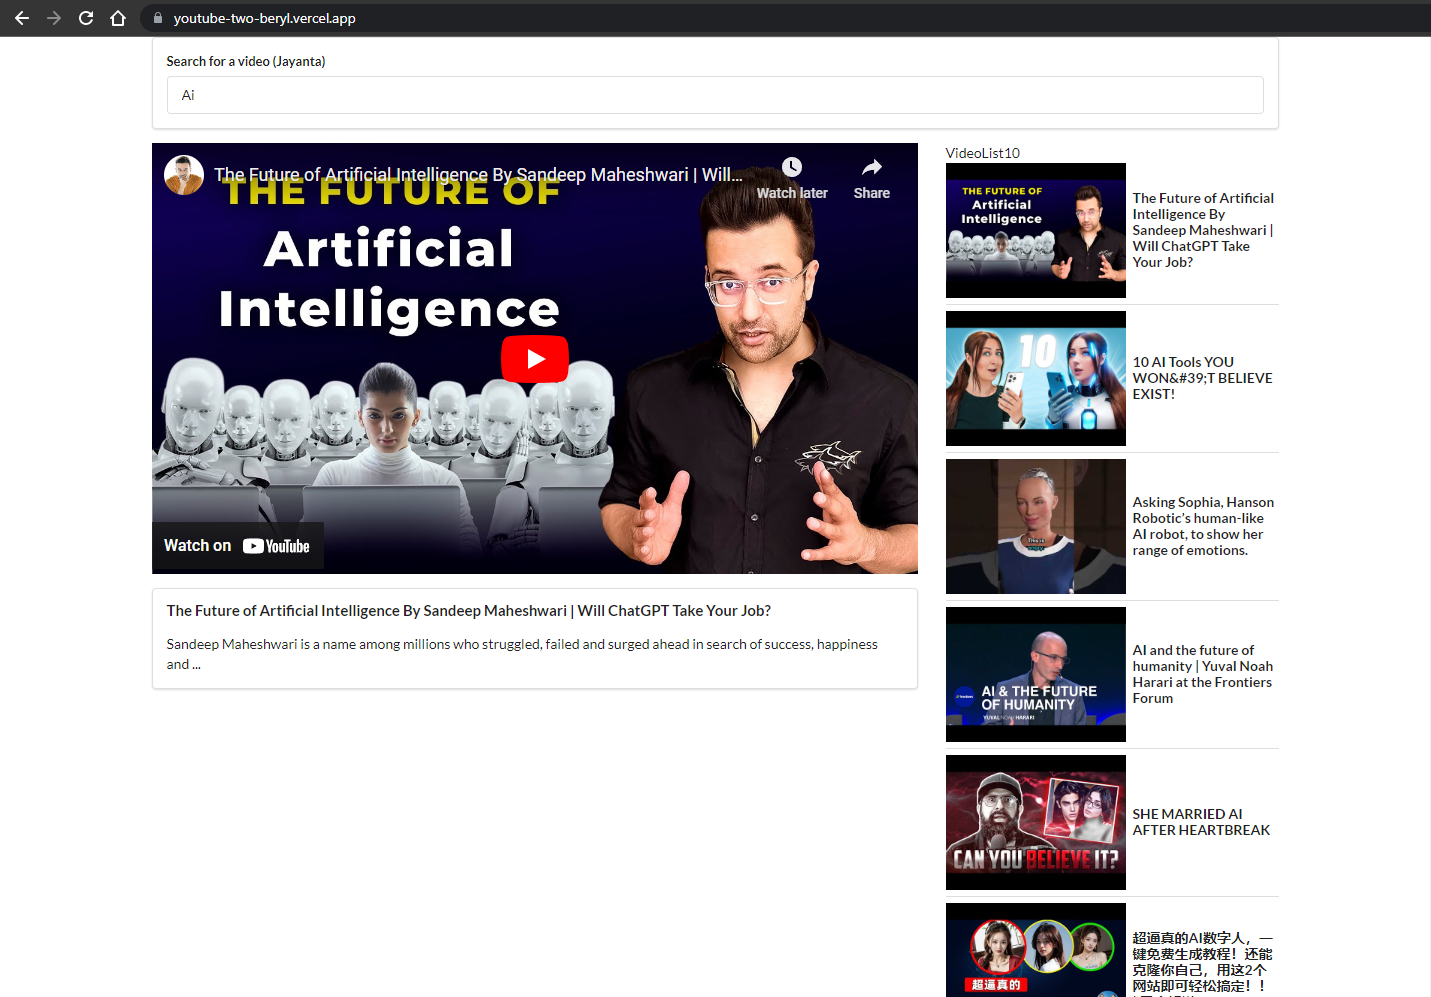 youtube-two-beryl.vercel.app
Search for a video (Jayanta)
Ai
The Future of Artificial Intelligence By Sandeep Maheshwari | Will...
Watch later
Share
THE FUTURE OF
Artificial
Intelligence
Watch on YouTube
The Future of Artificial Intelligence By Sandeep Maheshwari | Will ChatGPT Take Your Job?
Sandeep Maheshwari is a name among millions who struggled, failed and surged ahead in search of success, happiness
and ...
VideoList10
THE FUTURE OF
Artificial
Intelligence
The Future of Artificial
Intelligence By
Sandeep Maheshwari |
Will ChatGPT Take
Your Job?
10
10 AI Tools YOU
WON&#39;T BELIEVE
EXIST!
Asking Sophia, Hanson
Robotic's human-like
AI robot, to show her
range of emotions.
frontiers
AI & THE FUTURE
OF HUMANITY
YUVAL NOAH HARARI
AI and the future of
humanity | Yuval Noah
Harari at the Frontiers
Forum
CAN YOU BELIEVE IT?
SHE MARRIED AI
AFTER HEARTBREAK
超逼真的
超逼真的AI数字人，一
键免费生成教程！还能
克隆你自己，用这2个
网站即可轻松搞定！！